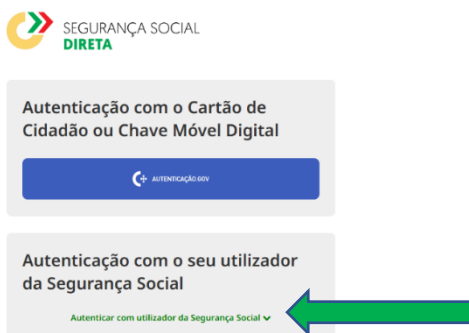 SEGURANÇA SOCIAL
DIRETA
Autenticação com o Cartão de
Cidadão ou Chave Móvel Digital
AUTENTICAÇÃO.GOV
Autenticação com o seu utilizador
da Segurança Social
Autenticar com utilizador da Segurança Social